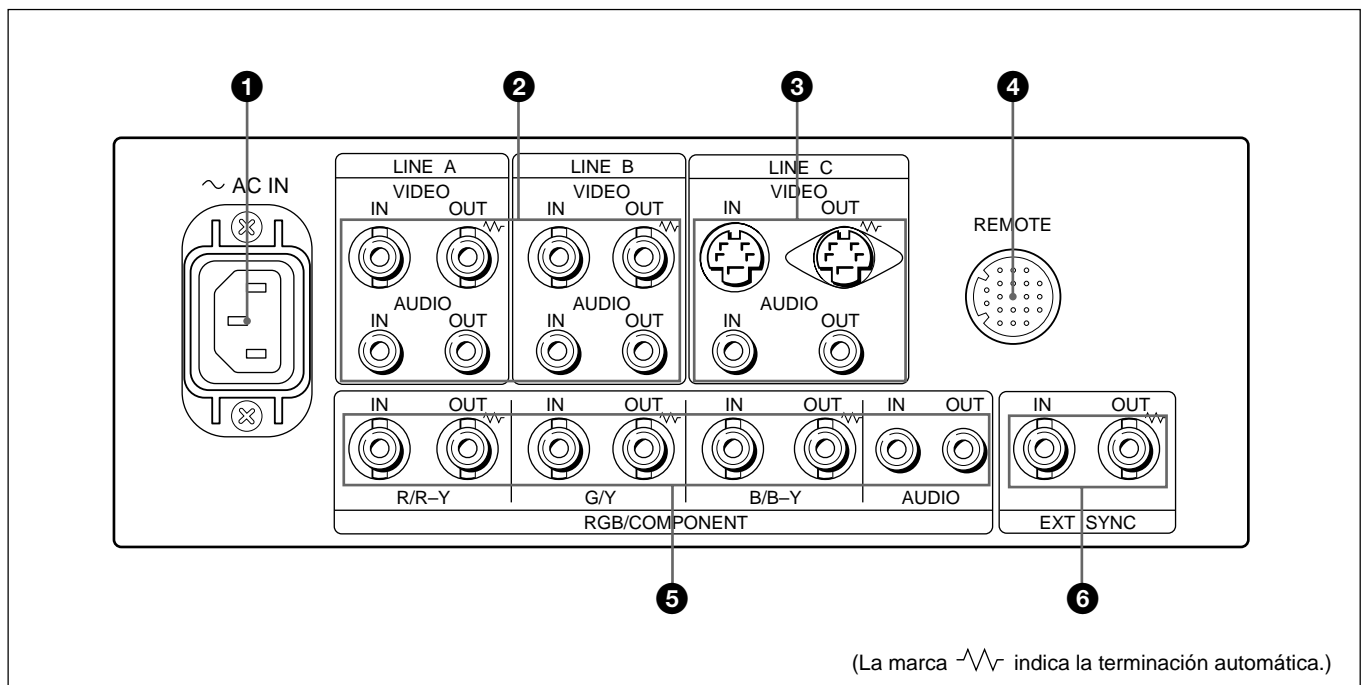 1 2 3 4
~ AC IN
LINE A LINE B LINE C
VIDEO VIDEO VIDEO
IN OUT IN OUT IN OUT
REMOTE
AUDIO AUDIO AUDIO
IN OUT IN OUT IN OUT
IN OUT IN OUT IN OUT IN OUT IN OUT
R/R–Y G/Y B/B–Y AUDIO
RGB/COMPONENT EXT SYNC
5 6
(La marca indica la terminación automática.)